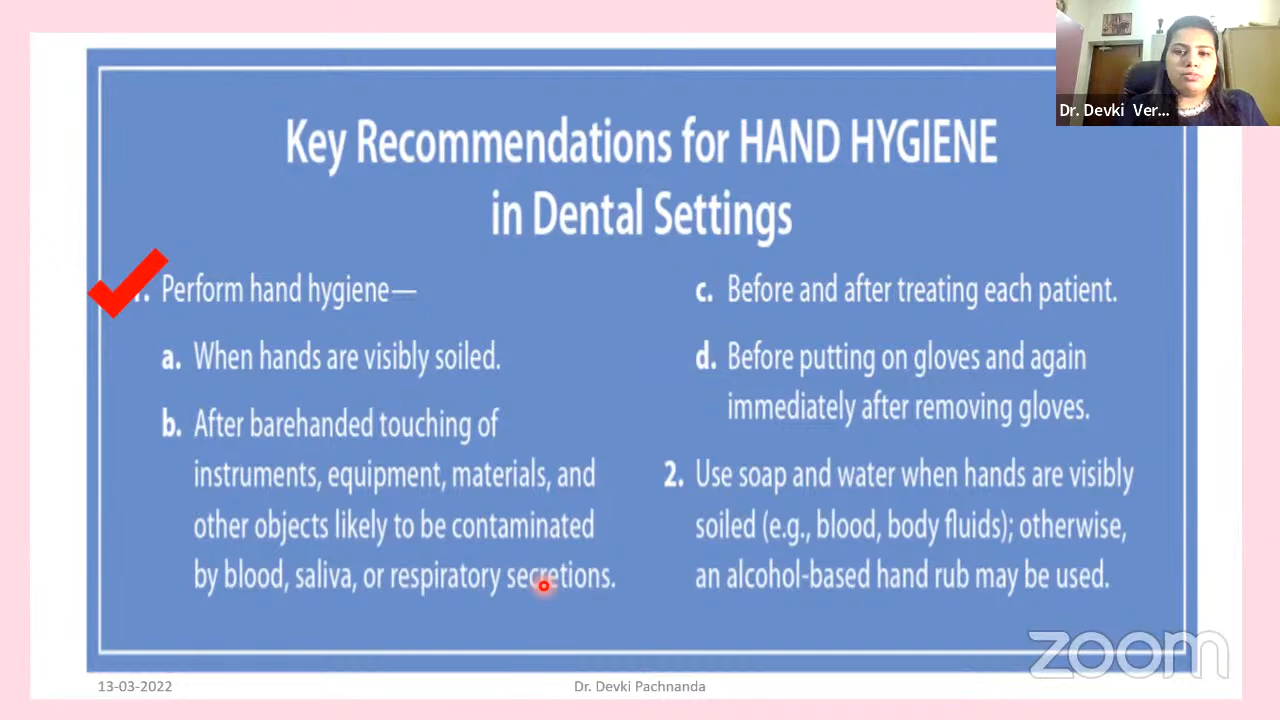 Dr. Devki Ver...
Key Recommendations for HAND HYGIENE
in Dental Settings
1. Perform hand hygiene—
a. When hands are visibly soiled.
b. After barehanded touching of
instruments, equipment, materials, and
other objects likely to be contaminated
by blood, saliva, or respiratory secretions.
c. Before and after treating each patient.
d. Before putting on gloves and again
immediately after removing gloves.
2. Use soap and water when hands are visibly
soiled (e.g., blood, body fluids); otherwise,
an alcohol-based hand rub may be used.
zoom
13-03-2022
Dr. Devki Pachnanda